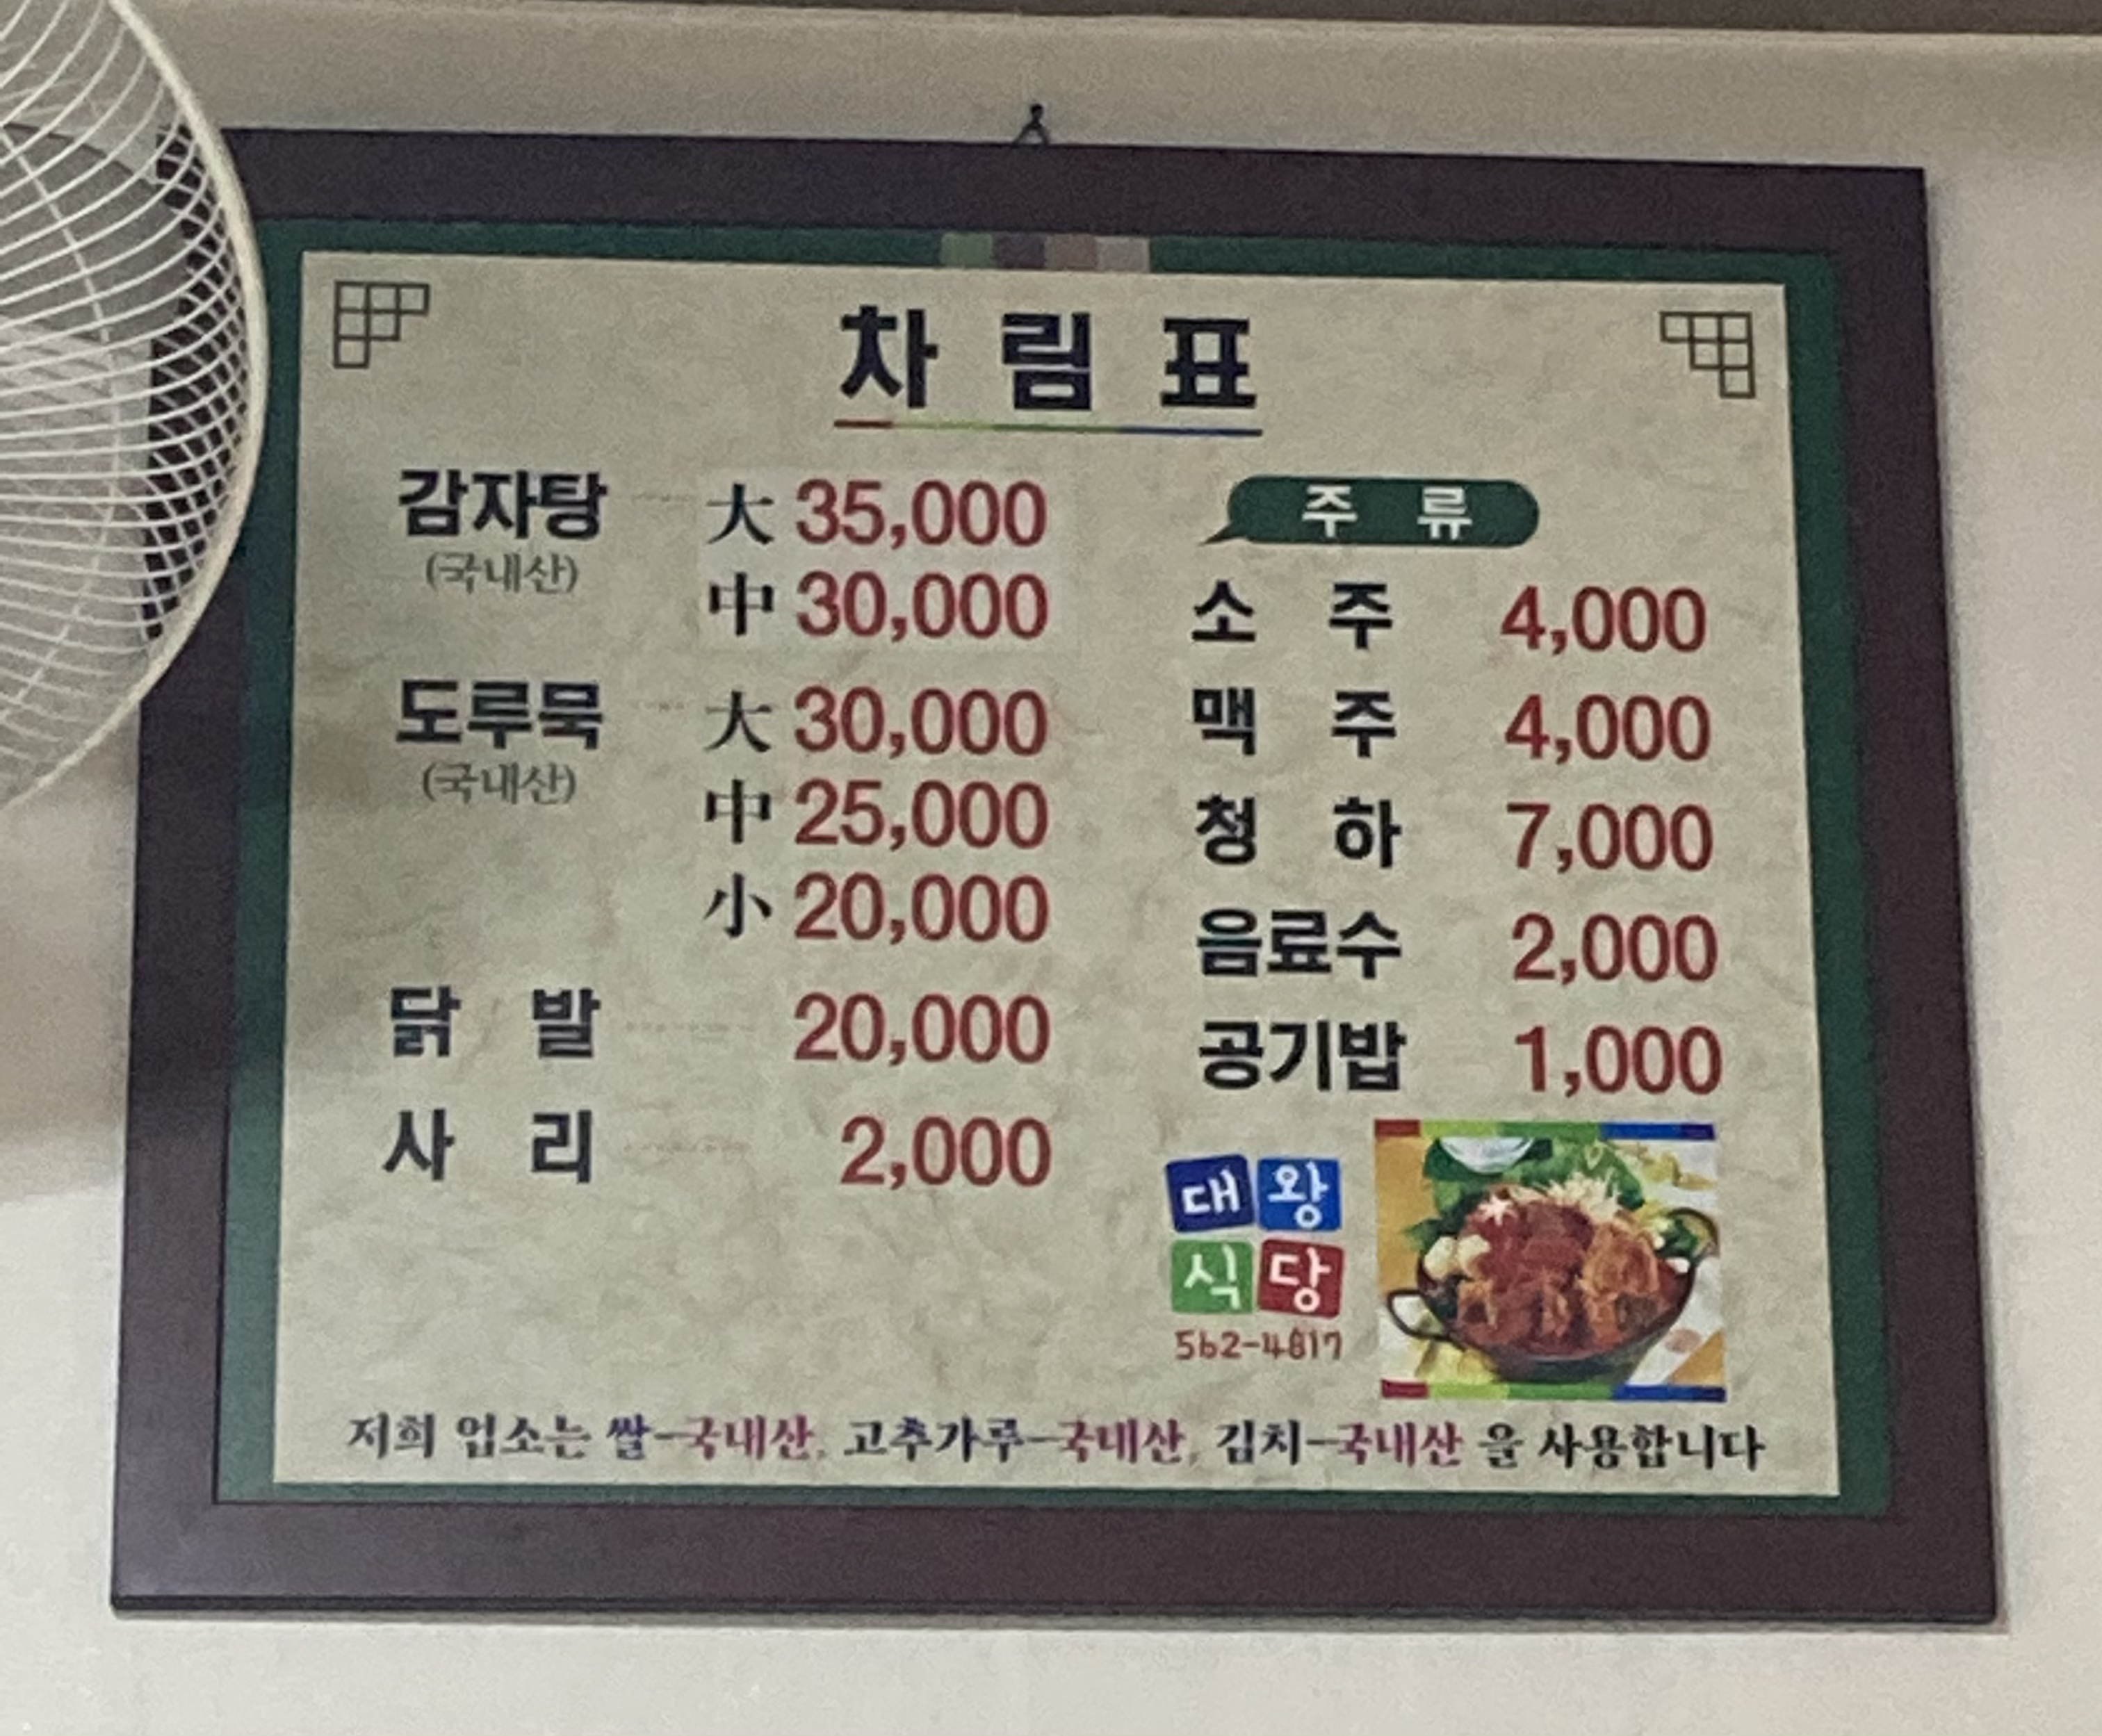 차림표
감자탕 大 35,000
(국내산)
中 30,000
도루묵 大 30,000
(국내산)
中 25,000
小 20,000
닭 발 20,000
사 리 2,000
주 류
소 주 4,000
맥 주 4,000
청 하 7,000
음료수 2,000
공기밥 1,000
대왕
식당
562-4817
저희 업소는 쌀-국내산, 고추가루-국내산, 김치-국내산 을 사용합니다